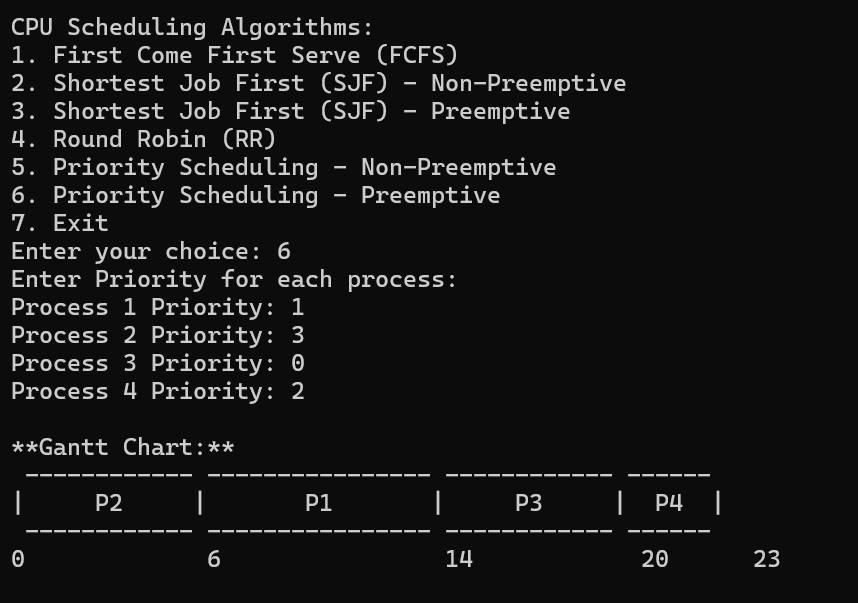 CPU Scheduling Algorithms:
1. First Come First Serve (FCFS)
2. Shortest Job First (SJF) - Non-Preemptive
3. Shortest Job First (SJF) - Preemptive
4. Round Robin (RR)
5. Priority Scheduling - Non-Preemptive
6. Priority Scheduling - Preemptive
7. Exit
Enter your choice: 6
Enter Priority for each process:
Process 1 Priority: 1
Process 2 Priority: 3
Process 3 Priority: 0
Process 4 Priority: 2
**Gantt Chart:**
 ------------ ---------------- ------------ ------
|     P2     |       P1       |     P3     |  P4  |
 ------------ ---------------- ------------ ------
0             6                14            20      23